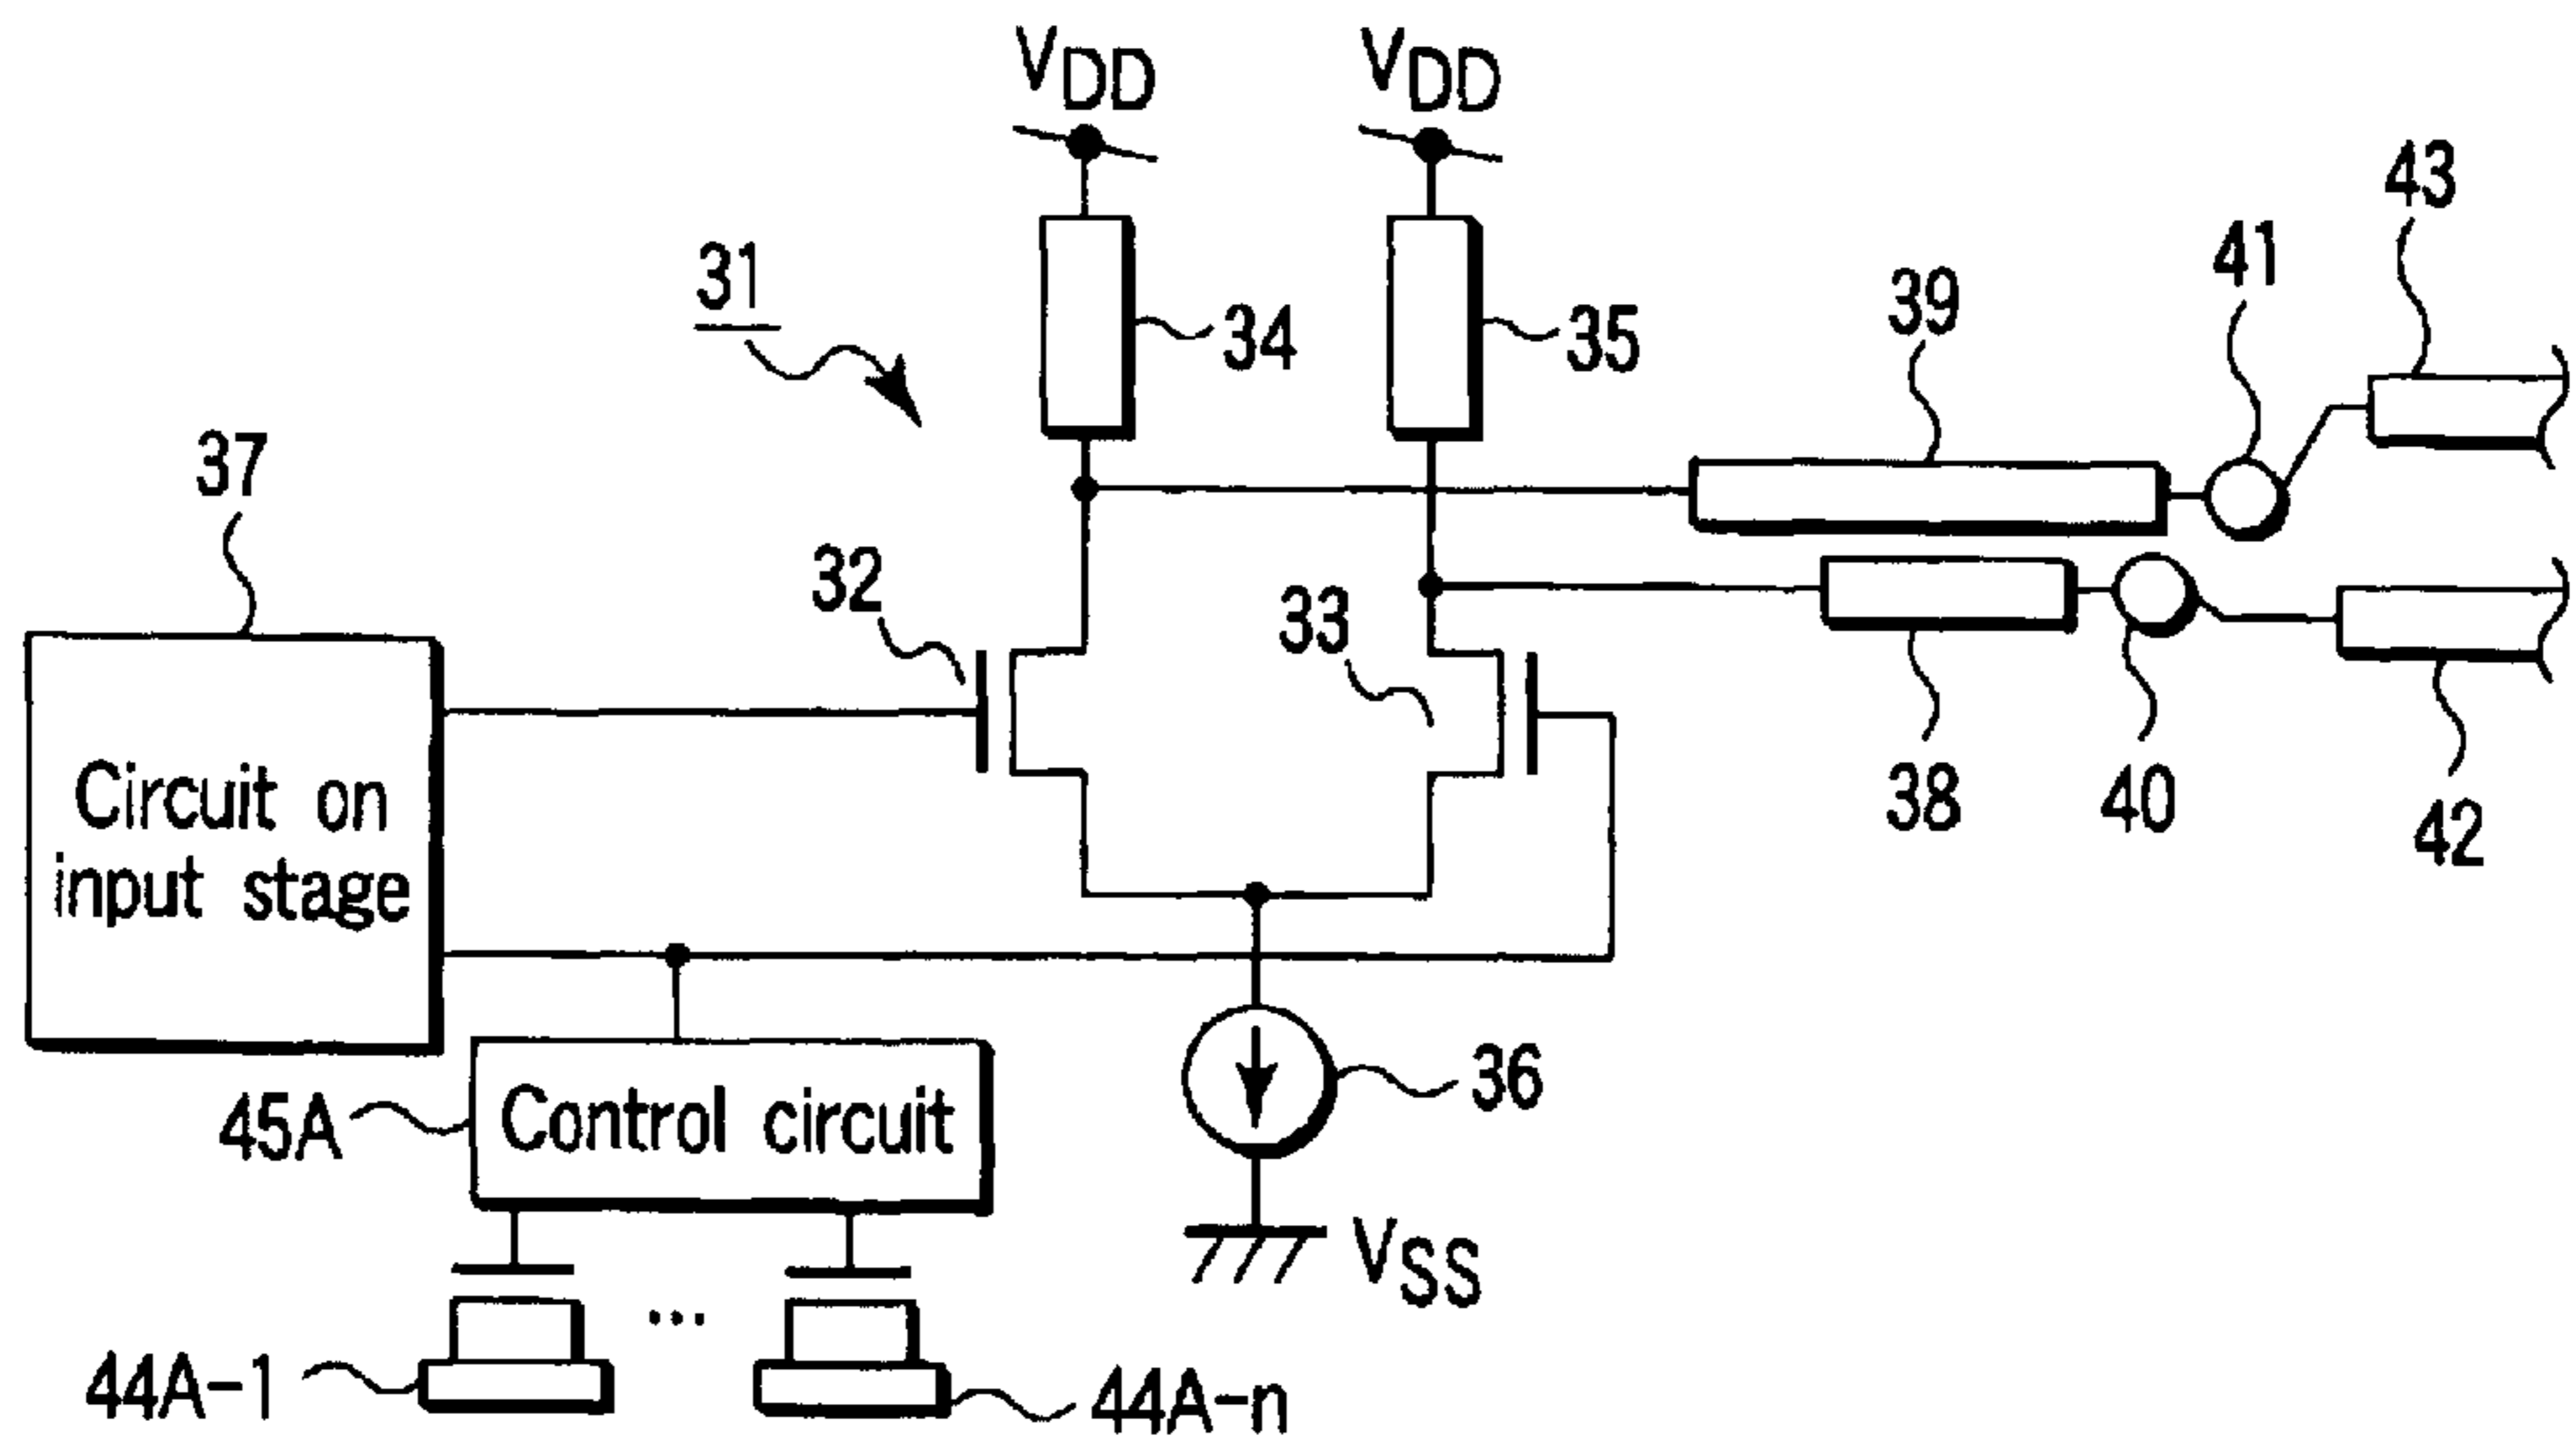 VDD VDD
43
41
31
39
34 35
37
32
33
Circuit on
input stage
38 40 42
36
45A Control circuit
VSS
...
44A-1 44A-n